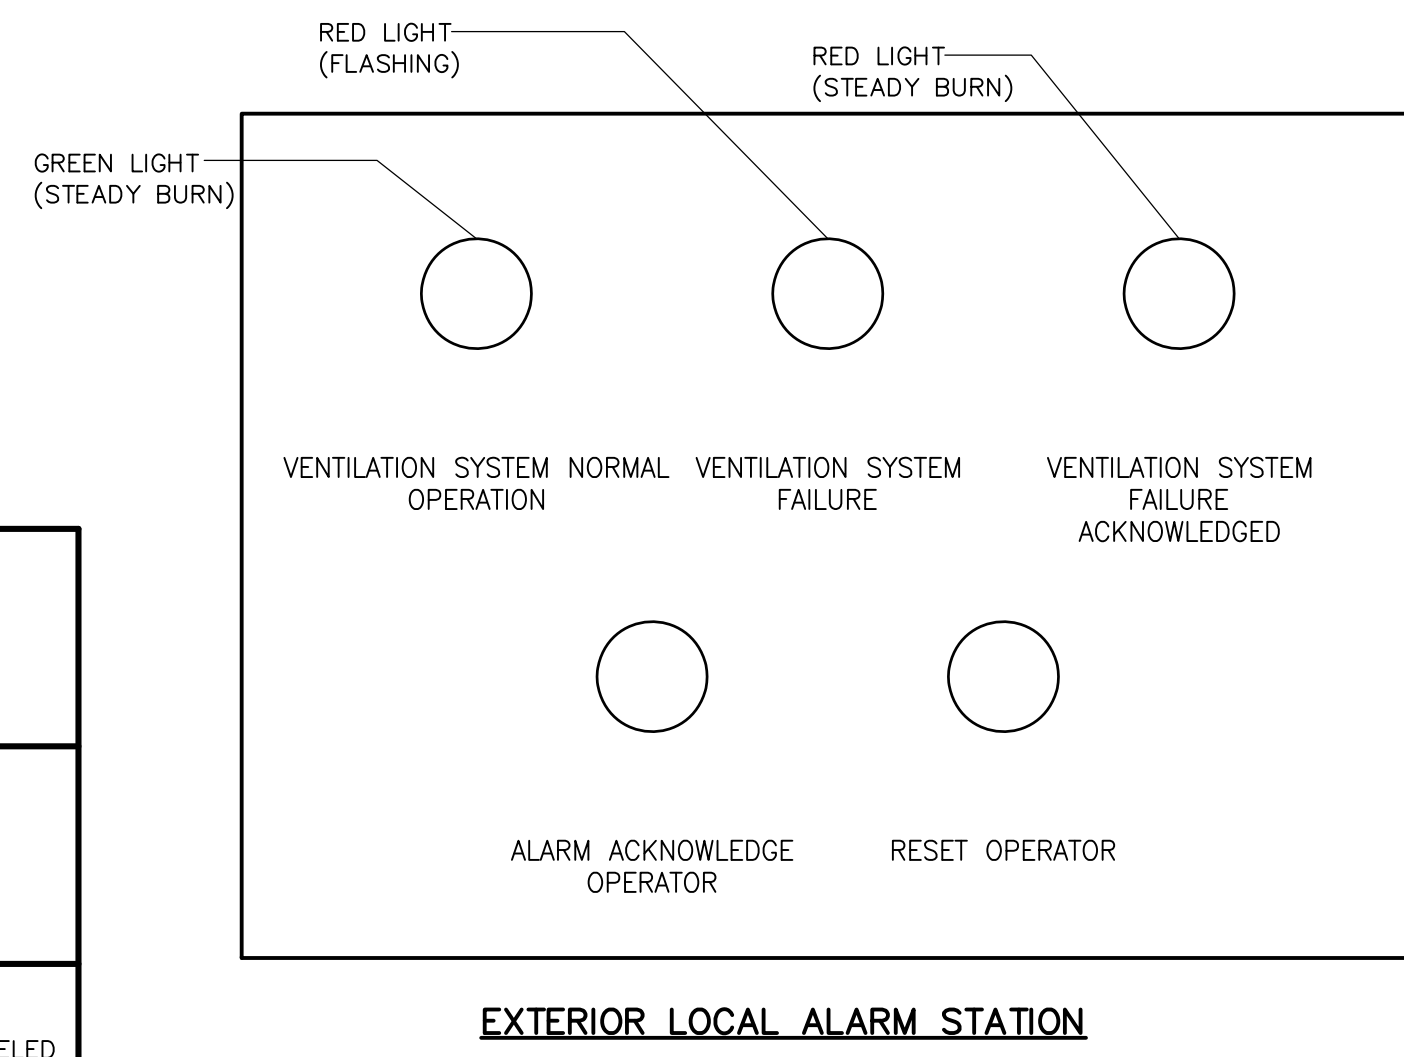 RED LIGHT
(FLASHING)
RED LIGHT
(STEADY BURN)
GREEN LIGHT
(STEADY BURN)
VENTILATION SYSTEM NORMAL
OPERATION
VENTILATION SYSTEM
FAILURE
VENTILATION SYSTEM
FAILURE
ACKNOWLEDGED
ALARM ACKNOWLEDGE
OPERATOR
RESET OPERATOR
EXTERIOR LOCAL ALARM STATION